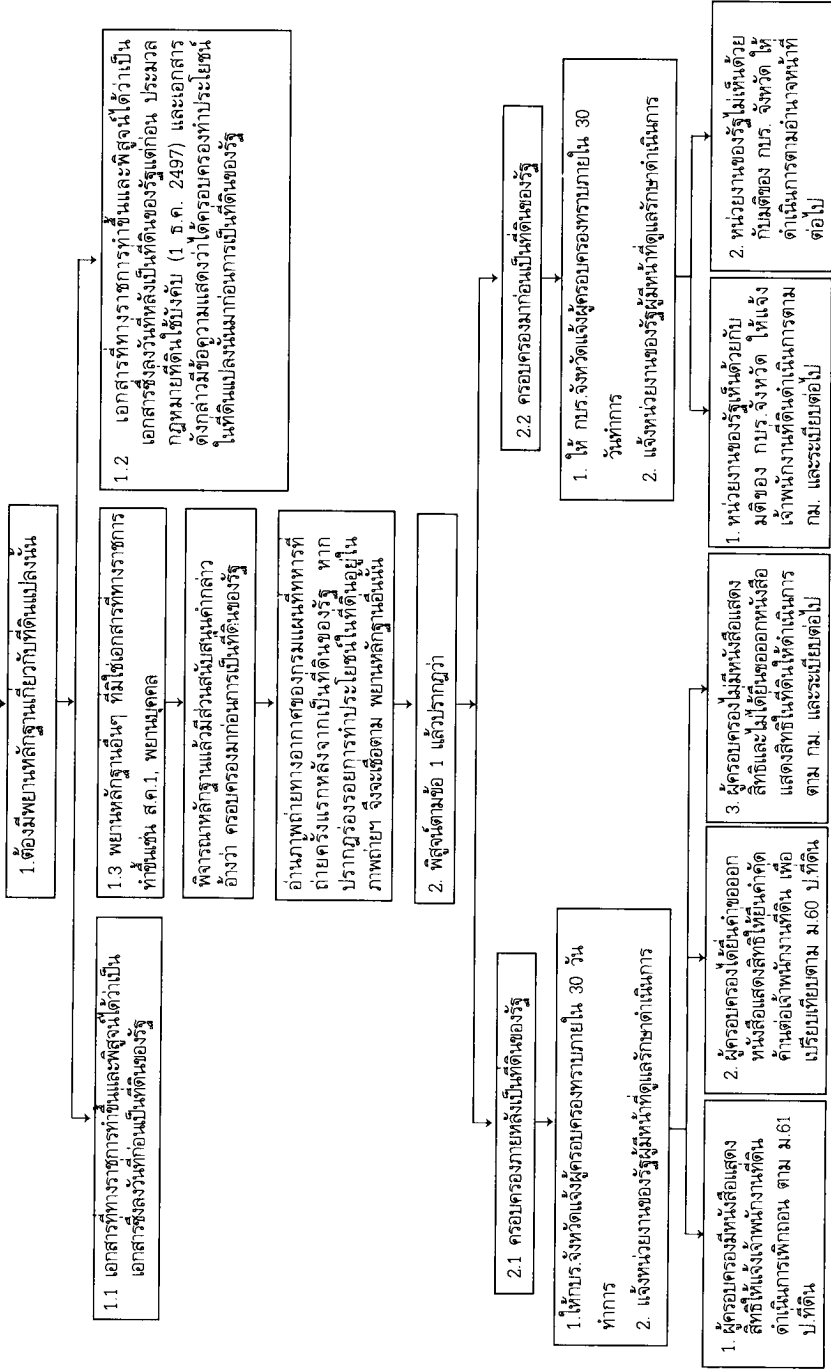 1.ต้องมีพยานหลักฐานเกี่ยวกับที่ดินแปลงนั้น
1.1 เอกสารที่ทางราชการทำขึ้นและพิสูจน์ได้ว่าเป็น
เอกสารซึ่งลงวันที่ก่อนเป็นที่ดินของรัฐ
1.3 พยานหลักฐานอื่นๆ ที่มิใช่เอกสารที่ทางราชการ
ทำขึ้นเช่น ส.ค.1, พยานบุคคล
1.2 เอกสารที่ทางราชการทำขึ้นและพิสูจน์ได้ว่าเป็น
เอกสารซึ่งลงวันที่หลังเป็นที่ดินของรัฐแต่ก่อน ประมวล
กฎหมายที่ดินใช้บังคับ (1 ธ.ค. 2497) และเอกสาร
ดังกล่าวมีข้อความแสดงว่าได้ครอบครองทำประโยชน์
ในที่ดินแปลงนั้นมาก่อนการเป็นที่ดินของรัฐ
พิจารณาหลักฐานแล้วมีส่วนสนับสนุนคำกล่าว
อ้างว่า ครอบครองมาก่อนการเป็นที่ดินของรัฐ
อ่านภาพถ่ายทางอากาศของกรมแผนที่ทหารที่
ถ่ายครั้งแรกหลังจากเป็นที่ดินของรัฐ หาก
ปรากฏร่องรอยการทำประโยชน์ในที่ดินอยู่ใน
ภาพถ่ายฯ จึงจะเชื่อตาม พยานหลักฐานอื่นนั้น
2. พิสูจน์ตามข้อ 1 แล้วปรากฏว่า
2.1 ครอบครองภายหลังเป็นที่ดินของรัฐ
2.2 ครอบครองมาก่อนเป็นที่ดินของรัฐ
1.ให้กบร.จังหวัดแจ้งผู้ครอบครองทราบภายใน 30 วัน
ทำการ
2. แจ้งหน่วยงานของรัฐผู้มีหน้าที่ดูแลรักษาดำเนินการ
1. ให้ กบร.จังหวัดแจ้งผู้ครอบครองทราบภายใน 30
วันทำการ
2. แจ้งหน่วยงานของรัฐผู้มีหน้าที่ดูแลรักษาดำเนินการ
1. ผู้ครอบครองมีหนังสือแสดง
สิทธิให้แจ้งเจ้าพนักงานที่ดิน
ดำเนินการเพิกถอน ตาม ม.61
ป.ที่ดิน
2. ผู้ครอบครองได้ยื่นคำขอออก
หนังสือแสดงสิทธิให้ยื่นคำคัด
ค้านต่อเจ้าพนักงานที่ดิน เพื่อ
เปรียบเทียบตาม ม.60 ป.ที่ดิน
3. ผู้ครอบครองไม่มีหนังสือแสดง
สิทธิและไม่ได้ยื่นขอออกหนังสือ
แสดงสิทธิในที่ดินให้ดำเนินการ
ตาม กม. และระเบียบต่อไป
1. หน่วยงานของรัฐเห็นด้วยกับ
มติของ กบร.จังหวัด ให้แจ้ง
เจ้าพนักงานที่ดินดำเนินการตาม
กม. และระเบียบต่อไป
2. หน่วยงานของรัฐไม่เห็นด้วย
กับมติของ กบร. จังหวัด ให้
ดำเนินการตามอำนาจหน้าที่
ต่อไป